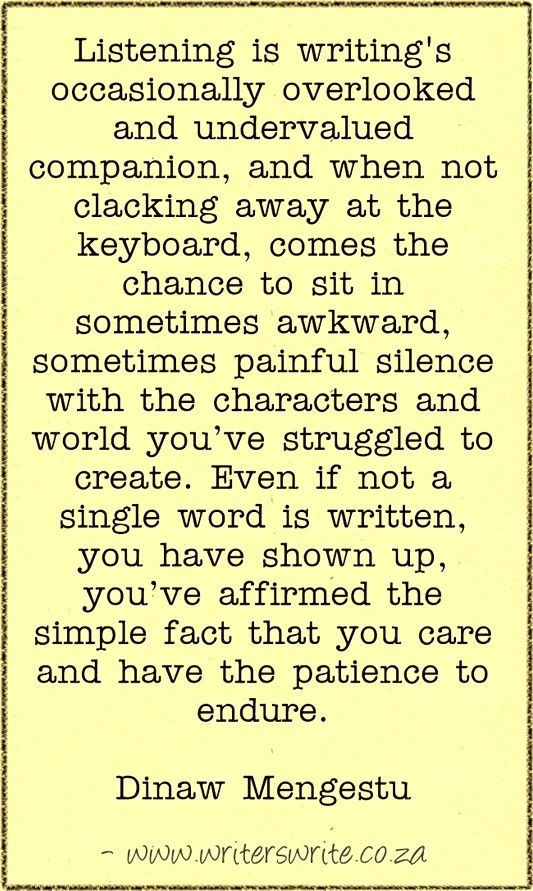 Listening is writing's
occasionally overlooked
and undervalued
companion, and when not
clacking away at the
keyboard, comes the
chance to sit in
sometimes awkward,
sometimes painful silence
with the characters and
world you’ve struggled to
create. Even if not a
single word is written,
you have shown up,
you’ve affirmed the
simple fact that you care
and have the patience to
endure.
Dinaw Mengestu
- www.writerswrite.co.za